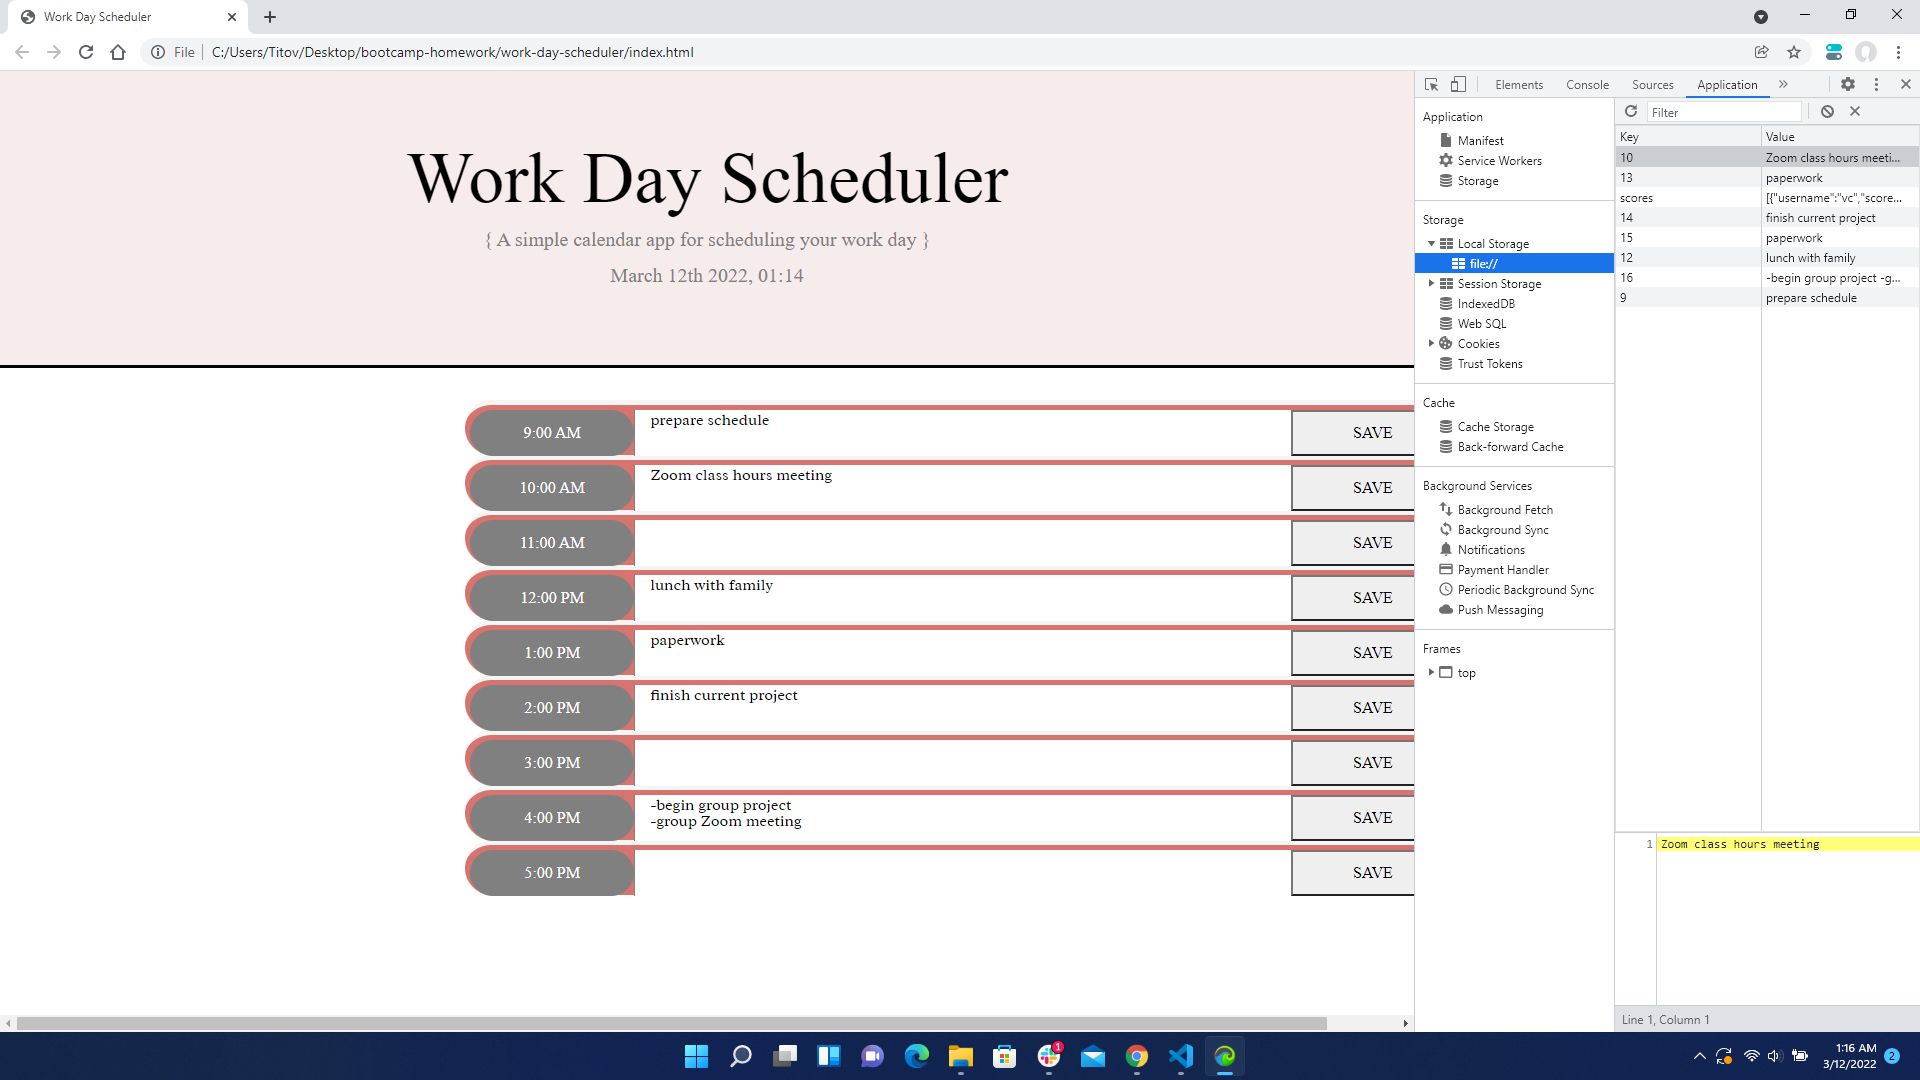 Work Day Scheduler
File
C:/Users/Titov/Desktop/bootcamp-homework/work-day-scheduler/index.html
Work Day Scheduler
{ A simple calendar app for scheduling your work day }
March 12th 2022, 01:14
9:00 AM prepare schedule SAVE
10:00 AM Zoom class hours meeting SAVE
11:00 AM SAVE
12:00 PM lunch with family SAVE
1:00 PM paperwork SAVE
2:00 PM finish current project SAVE
3:00 PM SAVE
4:00 PM -begin group project
-group Zoom meeting SAVE
5:00 PM SAVE
Elements Console Sources Application
Application
Manifest
Service Workers
Storage
Storage
Local Storage
file://
Session Storage
IndexedDB
Web SQL
Cookies
Trust Tokens
Cache
Cache Storage
Back-forward Cache
Background Services
Background Fetch
Background Sync
Notifications
Payment Handler
Periodic Background Sync
Push Messaging
Frames
top
Filter
Key Value
10 Zoom class hours meeti...
13 paperwork
scores [{"username":"vc","score...
14 finish current project
15 paperwork
12 lunch with family
16 -begin group project -g...
9 prepare schedule
1 Zoom class hours meeting
Line 1, Column 1
1
1:16 AM
3/12/2022
2